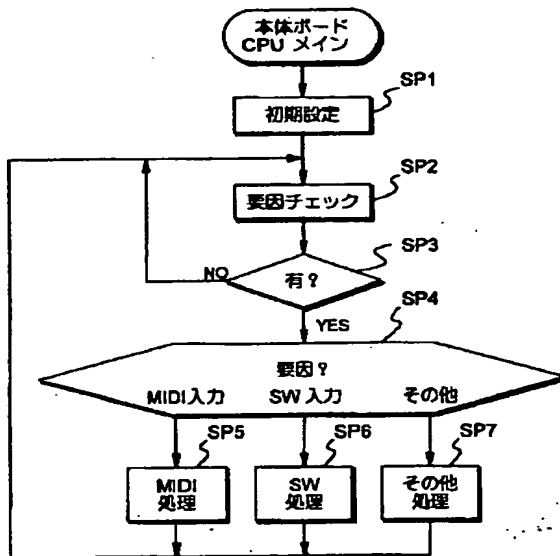 本体ボード
CPU メイン
SP1
初期設定
SP2
要因チェック
SP3
有?
NO
YES
SP4
要因?
MIDI入力 SW 入力 その他
SP5
MIDI
処理
SP6
SW
処理
SP7
その他
処理